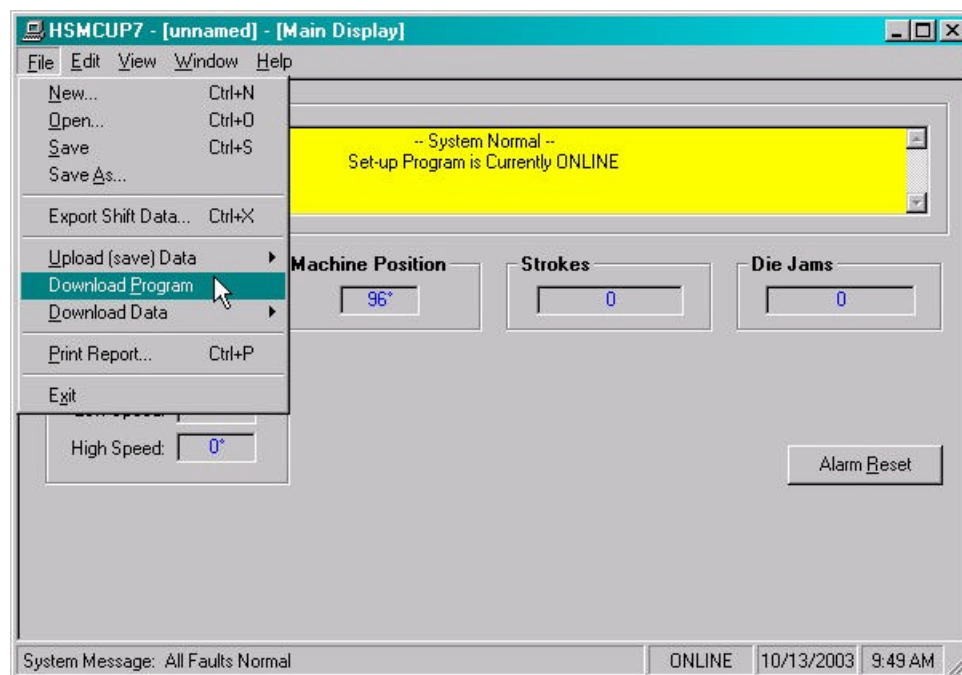 HSMCUP7 - [unnamed] - [Main Display]
File Edit View Window Help
New... Ctrl+N
Open... Ctrl+O
Save Ctrl+S
Save As...
Export Shift Data... Ctrl+X
Upload (save) Data
Download Program
Download Data
Print Report... Ctrl+P
Exit
-- System Normal --
Set-up Program is Currently ONLINE
Machine Position
96°
Strokes
0
Die Jams
0
High Speed: 0°
Alarm Reset
System Message: All Faults Normal
ONLINE
10/13/2003
9:49 AM